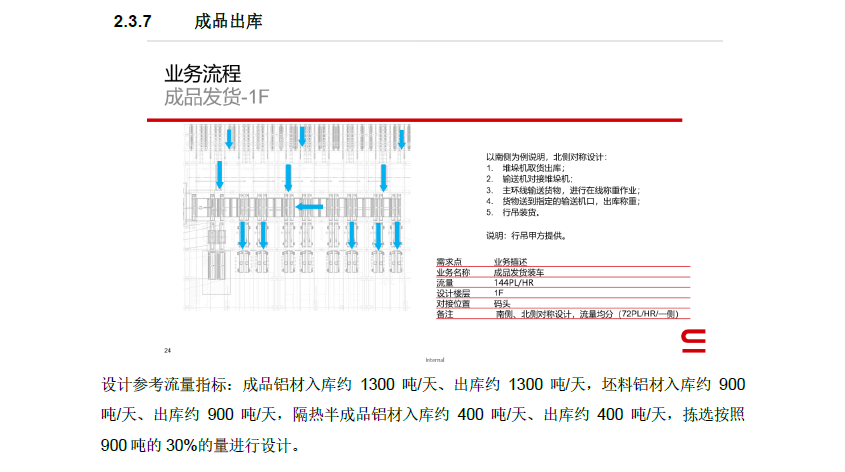 2.3.7 成品出库
业务流程
成品发货-1F
以南侧为例说明，北侧对称设计：
1. 堆垛机取货出库；
2. 输送机对接堆垛机；
3. 主环线输送货物，进行在线称重作业；
4. 货物送到指定的输送机口，出库称重；
5. 行吊装货。
说明：行吊甲方提供。
需求点 业务描述
业务名称 成品发货装车
流量 144PL/HR
设计楼层 1F
对接位置 码头
备注 南侧、北侧对称设计，流量均分（72PL/HR/一侧）
24
Internal
设计参考流量指标：成品铝材入库约 1300 吨/天、出库约 1300 吨/天，坯料铝材入库约 900
吨/天、出库约 900 吨/天，隔热半成品铝材入库约 400 吨/天、出库约 400 吨/天，拣选按照
900 吨的 30%的量进行设计。